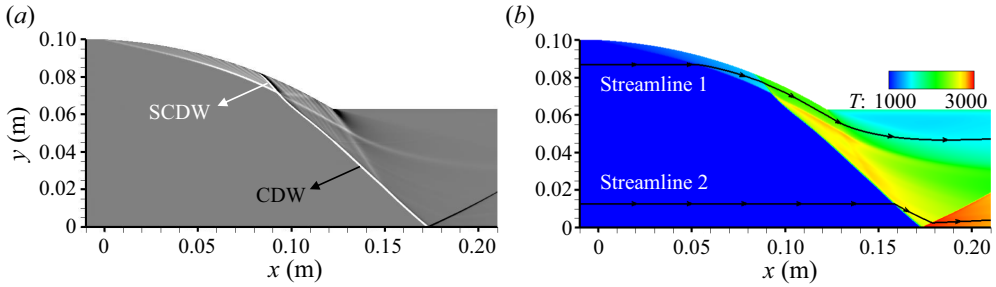 (a)
0.10
0.08
0.06
0.04
0.02
0
y (m)
SCDW
CDW
0 0.05 0.10 0.15 0.20
x (m)
(b)
0.10
0.08
0.06
0.04
0.02
0
Streamline 1
T: 1000 3000
Streamline 2
0 0.05 0.10 0.15 0.20
x (m)